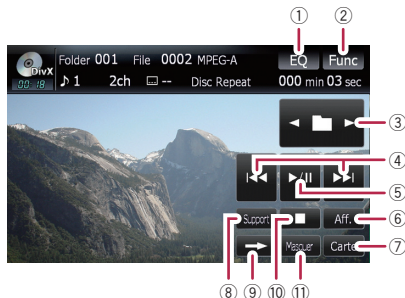 ① ②
DivX Folder 001 File 0002 MPEG-A EQ Func
00:18 1 2ch -- Disc Repeat 000 min 03 sec
③
④
⑤
Support Aff. ⑥
Masquer Carte ⑦
⑧ ⑨ ⑩ ⑪